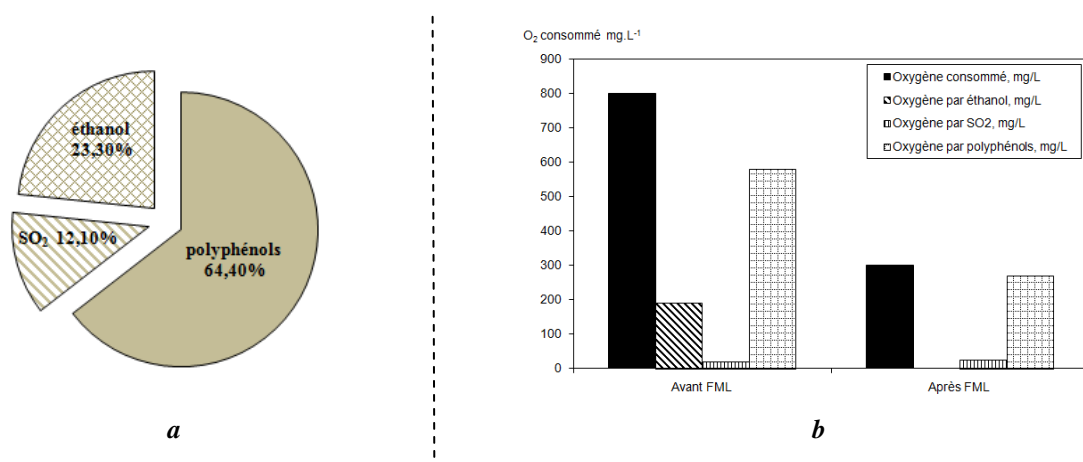 éthanol
23,30%
SO₂ 12,10%
polyphénols
64,40%
a
O₂ consommé mg.L⁻¹
900
800
700
600
500
400
300
200
100
0
Oxygène consommé, mg/L
Oxygène par éthanol, mg/L
Oxygène par SO2, mg/L
Oxygène par polyphénols, mg/L
Avant FML
Après FML
b